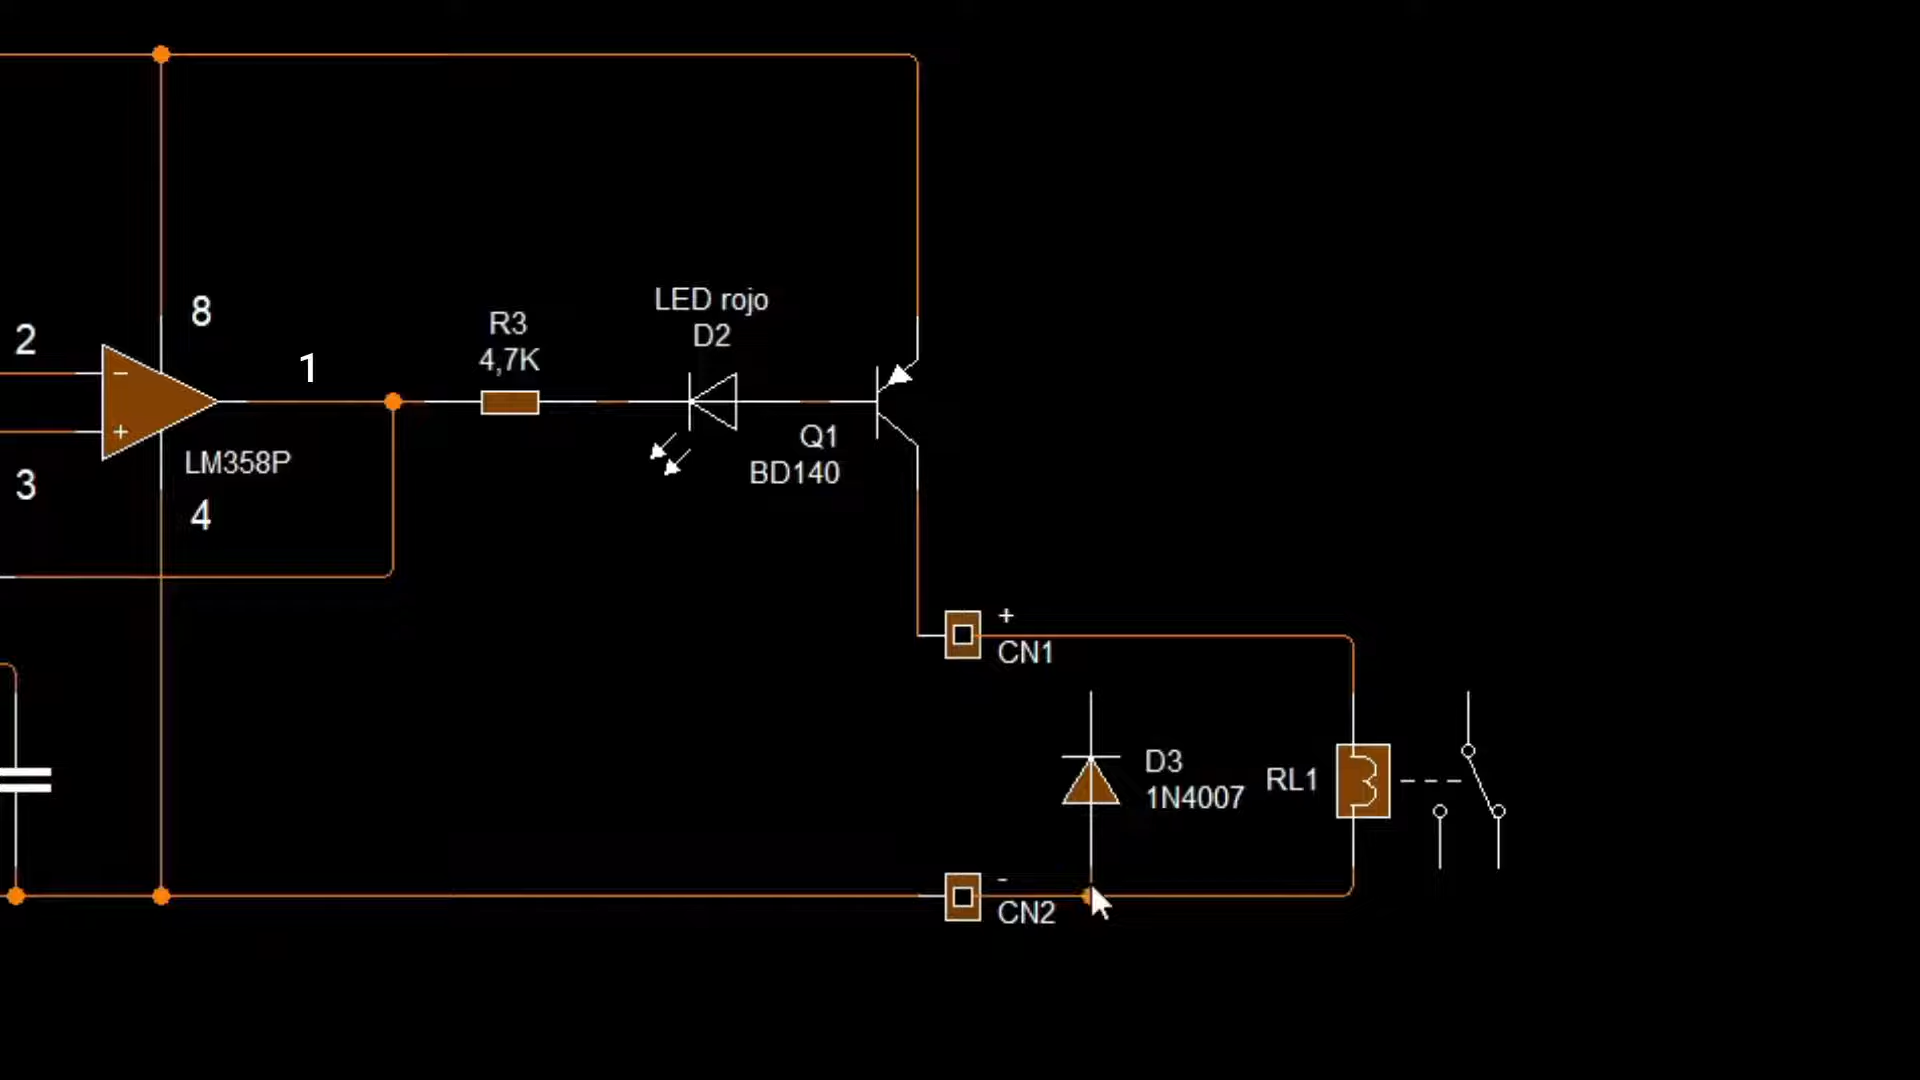 8
2
1
3
4
LM358P
R3
4,7K
LED rojo
D2
Q1
BD140
+
CN1
D3
1N4007
RL1
-
CN2